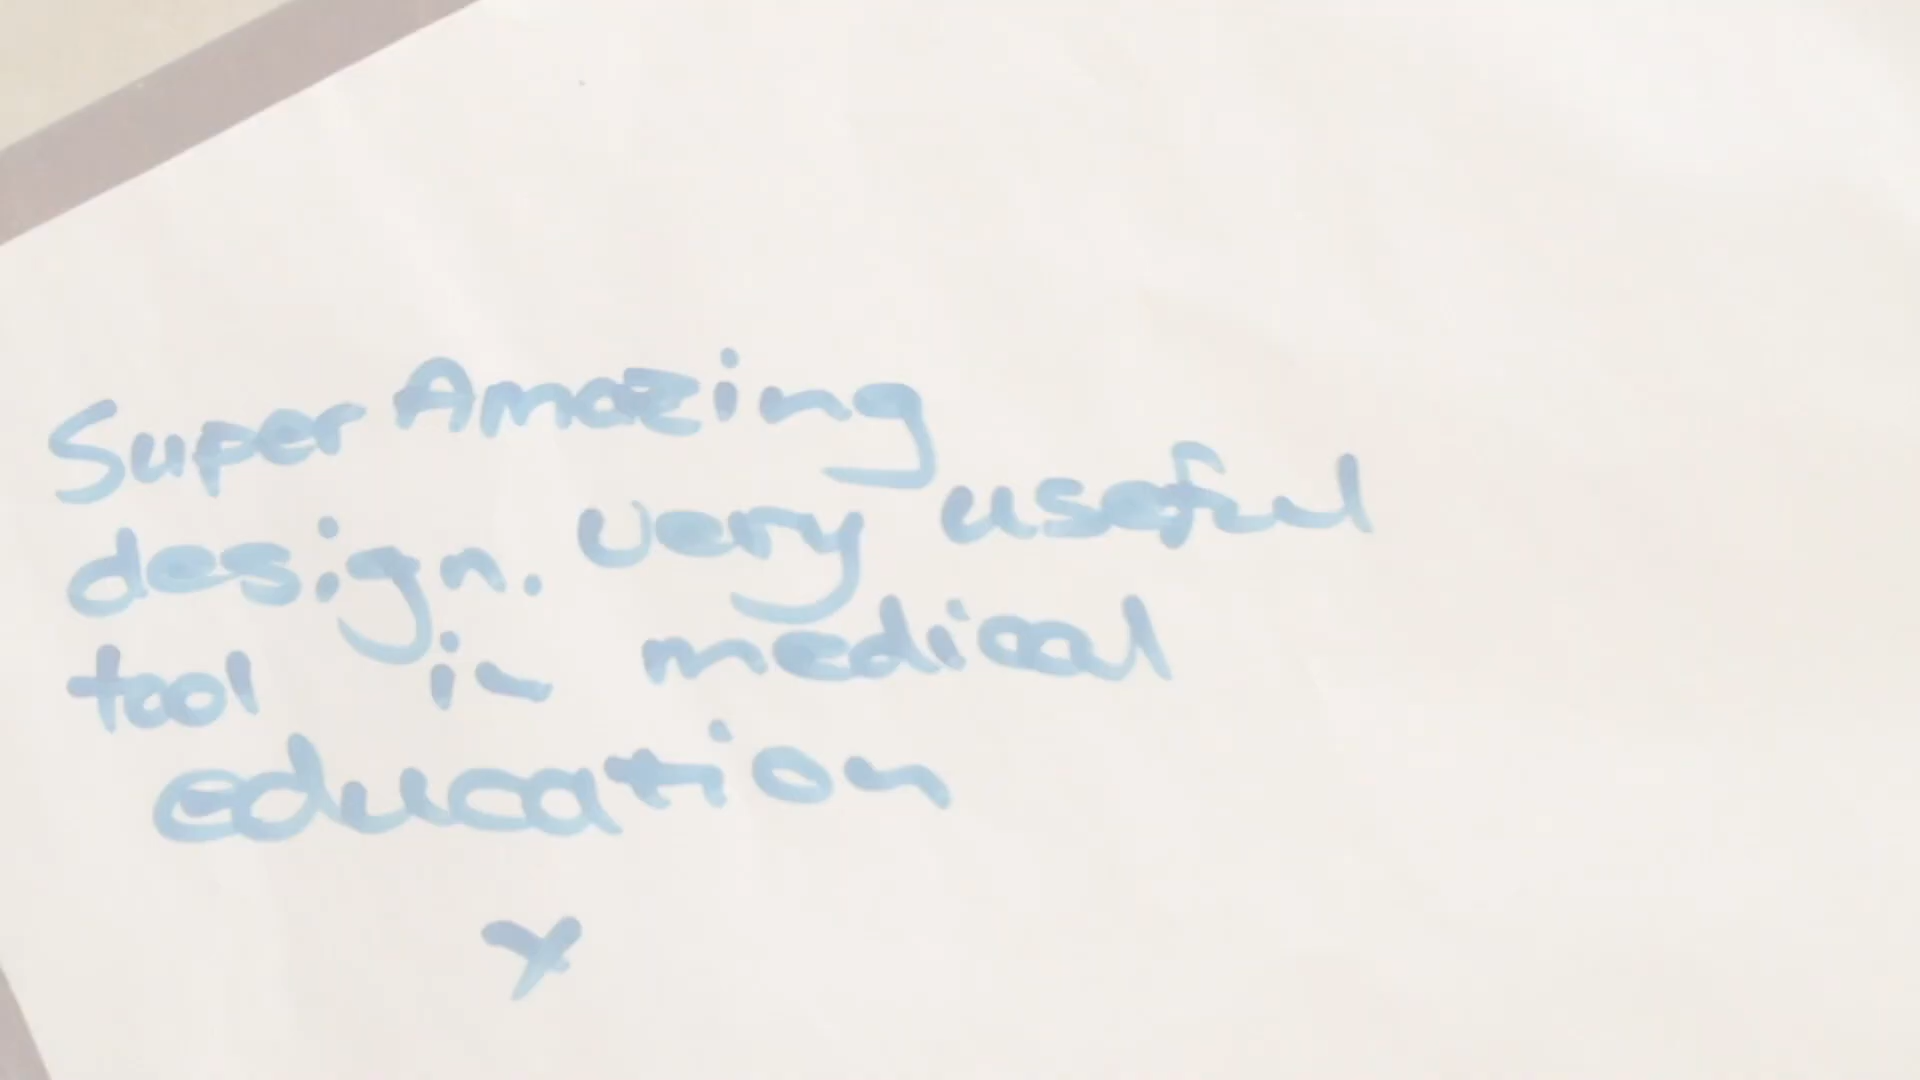 Super Amazing
design. very useful
tool in medical
education
x